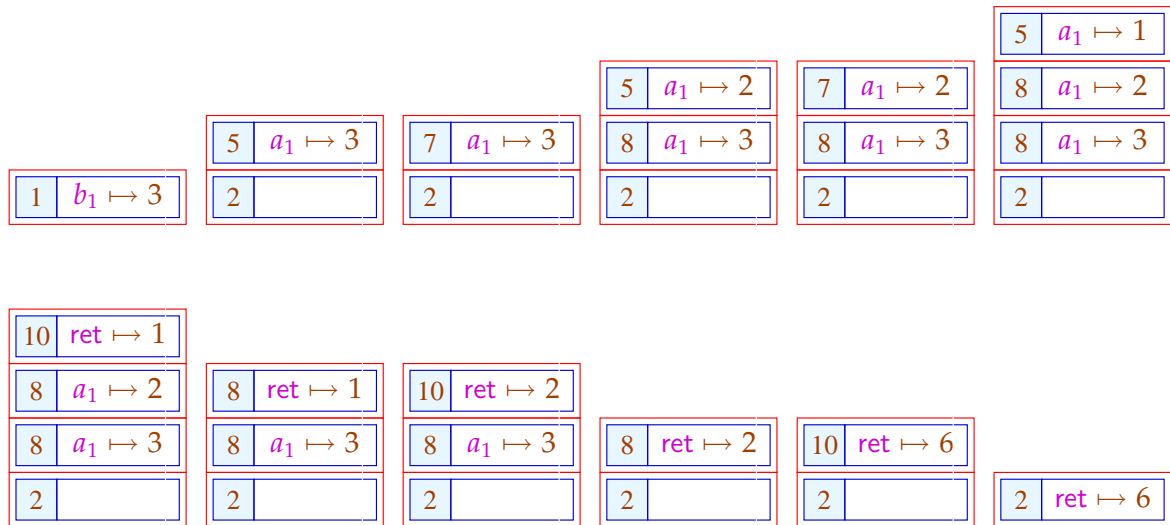 5 a₁ ↦ 1
5 a₁ ↦ 2 7 a₁ ↦ 2 8 a₁ ↦ 2
5 a₁ ↦ 3 7 a₁ ↦ 3 8 a₁ ↦ 3 8 a₁ ↦ 3 8 a₁ ↦ 3
1 b₁ ↦ 3 2 2 2 2 2
10 ret ↦ 1
8 a₁ ↦ 2 8 ret ↦ 1 10 ret ↦ 2
8 a₁ ↦ 3 8 a₁ ↦ 3 8 a₁ ↦ 3 8 ret ↦ 2 10 ret ↦ 6
2 2 2 2 2 2 ret ↦ 6